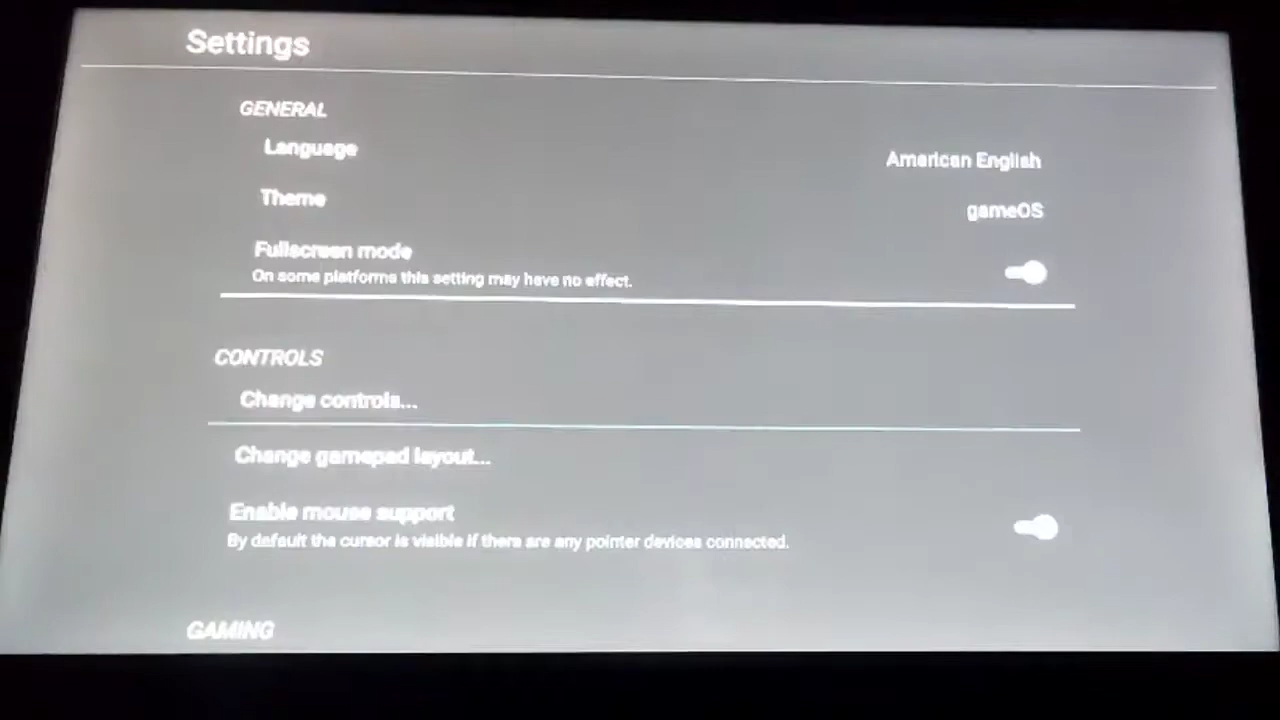 Settings
GENERAL
Language
American English
Theme
gameOS
Fullscreen mode
On some platforms this setting may have no effect.
CONTROLS
Change controls...
Change gamepad layout...
Enable mouse support
By default the cursor is visible if there are any pointer devices connected.
GAMING